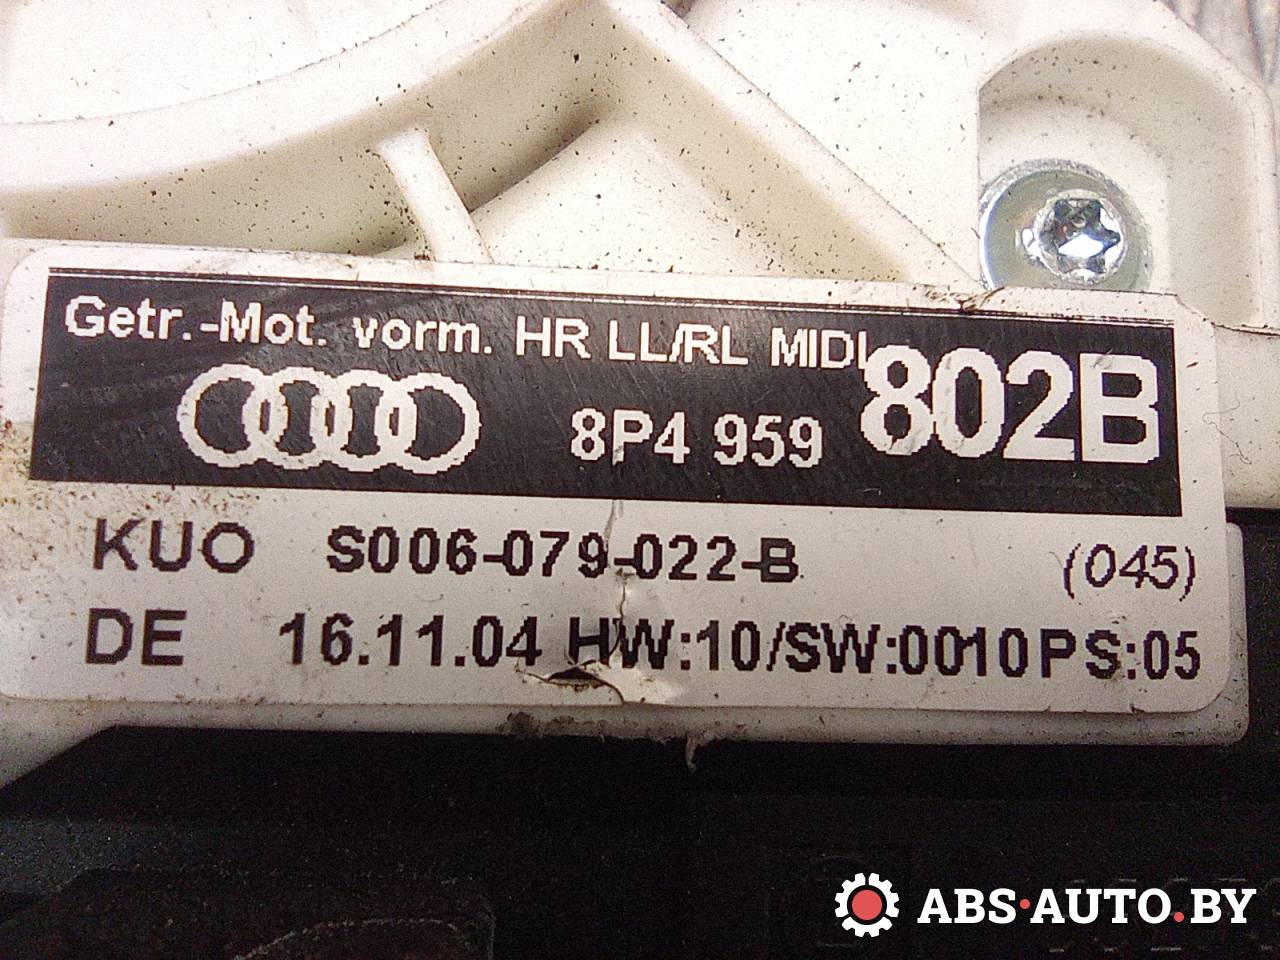 Getr.-Mot. vorm. HR LL/RL MIDI
8P4 959 802B
KUO S006-079-022-B (045)
DE 16.11.04 HW:10/SW:0010PS:05
ABS·AUTO.BY